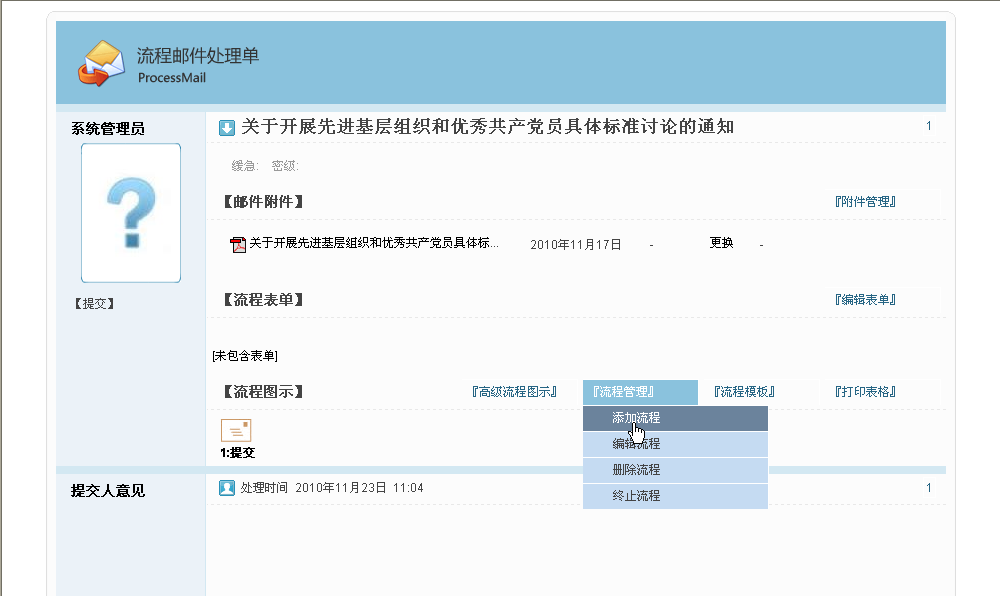 流程邮件处理单
ProcessMail
系统管理员
【提交】
关于开展先进基层组织和优秀共产党员具体标准讨论的通知 1
缓急: 密级:
【邮件附件】 『附件管理』
关于开展先进基层组织和优秀共产党员具体标... 2010年11月17日 - 更换 -
【流程表单】 『编辑表单』
[未包含表单]
【流程图示】 『高级流程图示』 『流程管理』 『流程模板』 『打印表格』
添加流程
编辑流程
删除流程
终止流程
1:提交
提交人意见
处理时间 2010年11月23日 11:04 1